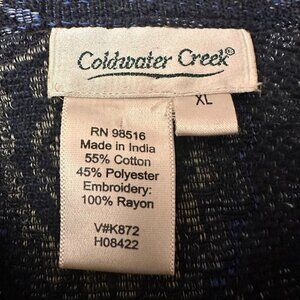 Coldwater Creek®
XL
RN 98516
Made in India
55% Cotton
45% Polyester
Embroidery:
100% Rayon
V#K872
H08422